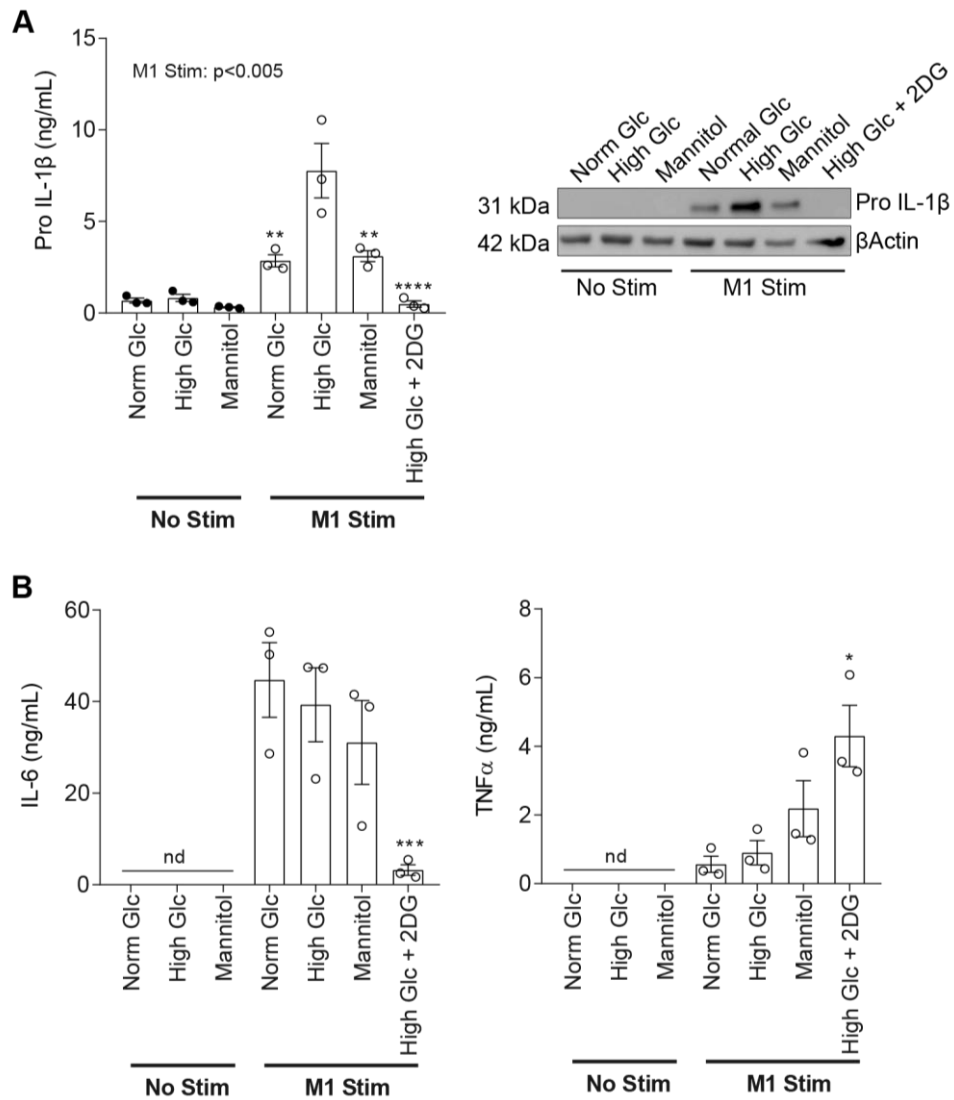 A
15
10
5
0
Pro IL-1β (ng/mL)
M1 Stim: p<0.005
**
**
****
Norm Glc
High Glc
Mannitol
Norm Glc
High Glc
Mannitol
High Glc + 2DG
No Stim
M1 Stim
Norm Glc
High Glc
Mannitol
Normal Glc
High Glc
Mannitol
High Glc + 2DG
31 kDa
Pro IL-1β
42 kDa
βActin
No Stim
M1 Stim
B
60
40
20
0
IL-6 (ng/mL)
nd
***
Norm Glc
High Glc
Mannitol
Norm Glc
High Glc
Mannitol
High Glc + 2DG
No Stim
M1 Stim
8
6
4
2
0
TNFα (ng/mL)
nd
*
Norm Glc
High Glc
Mannitol
Norm Glc
High Glc
Mannitol
High Glc + 2DG
No Stim
M1 Stim